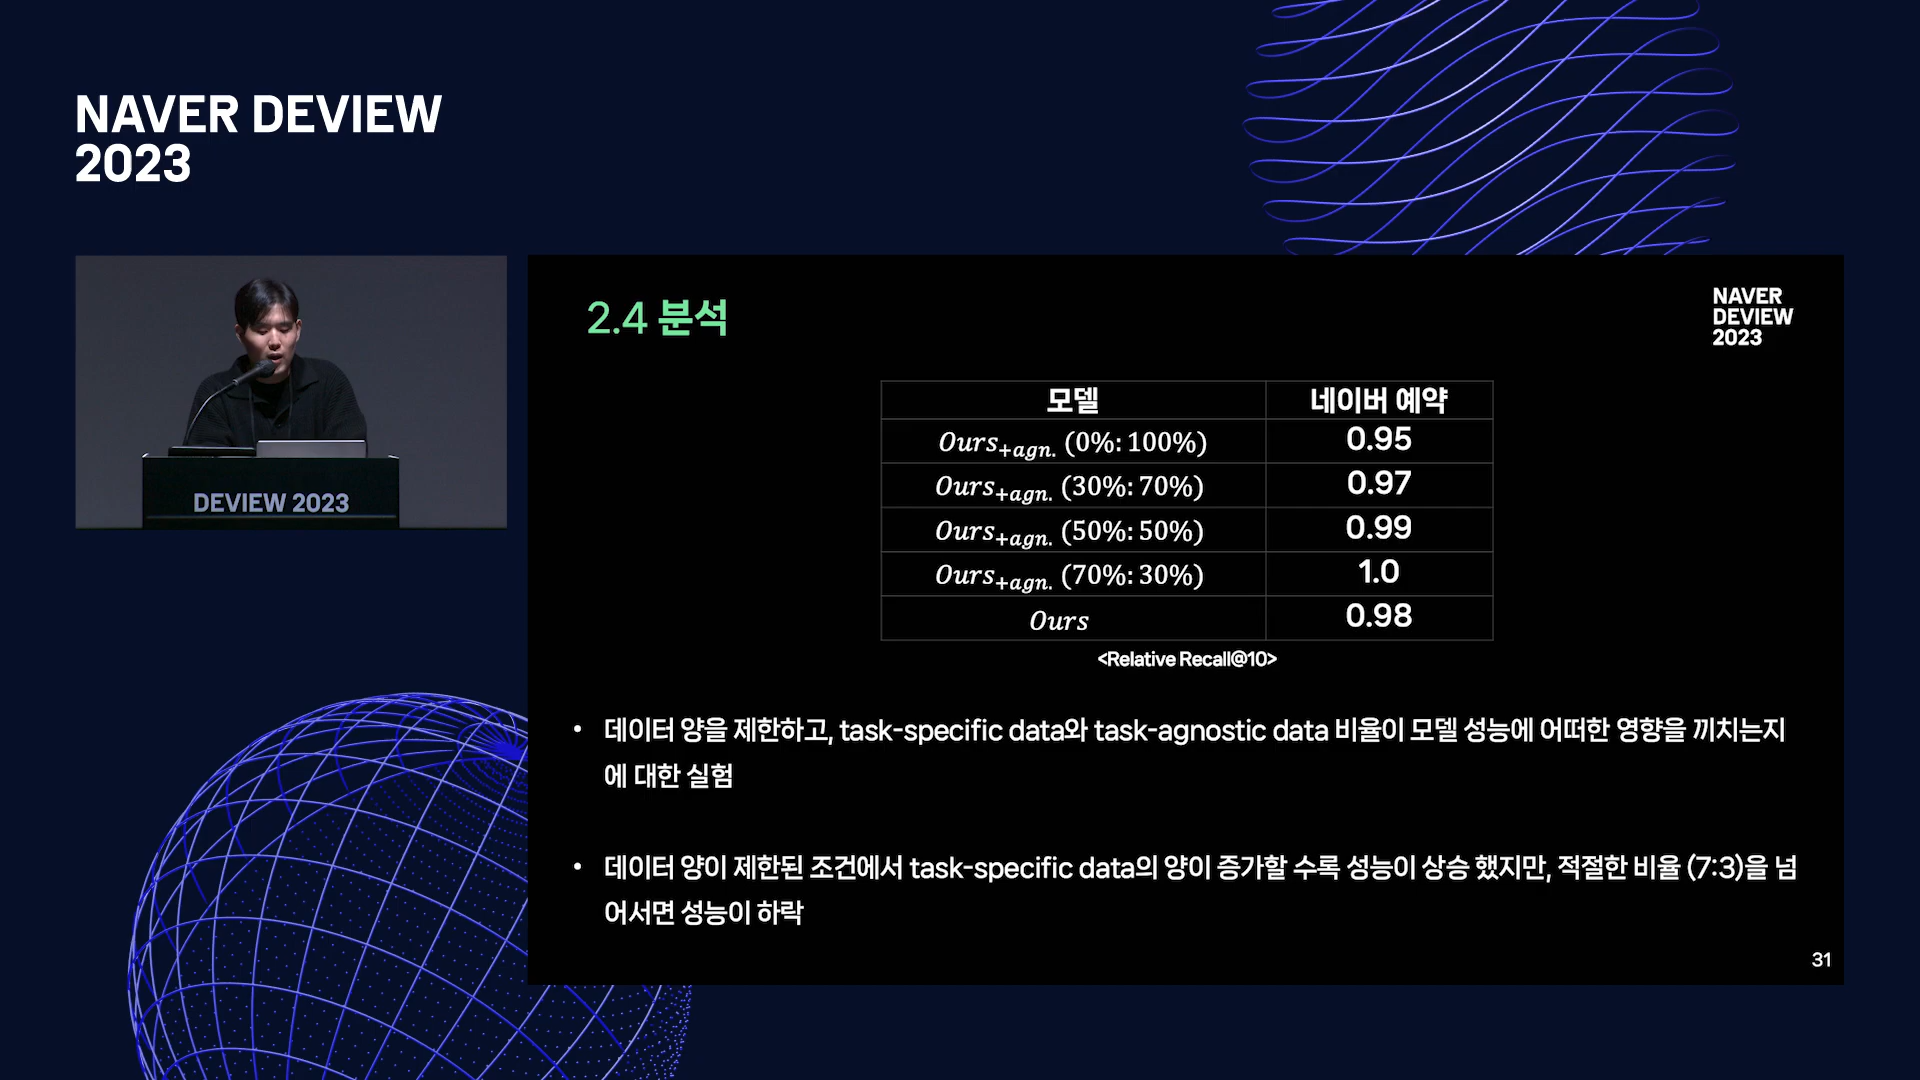 NAVER DEVIEW
2023
DEVIEW 2023
2.4 분석
NAVER
DEVIEW
2023
모델 네이버 예약
Ours+agn. (0%:100%) 0.95
Ours+agn. (30%:70%) 0.97
Ours+agn. (50%:50%) 0.99
Ours+agn. (70%:30%) 1.0
Ours 0.98
<Relative Recall@10>
• 데이터 양을 제한하고, task-specific data와 task-agnostic data 비율이 모델 성능에 어떠한 영향을 끼치는지
에 대한 실험
• 데이터 양이 제한된 조건에서 task-specific data의 양이 증가할 수록 성능이 상승 했지만, 적절한 비율 (7:3)을 넘
어서면 성능이 하락
31